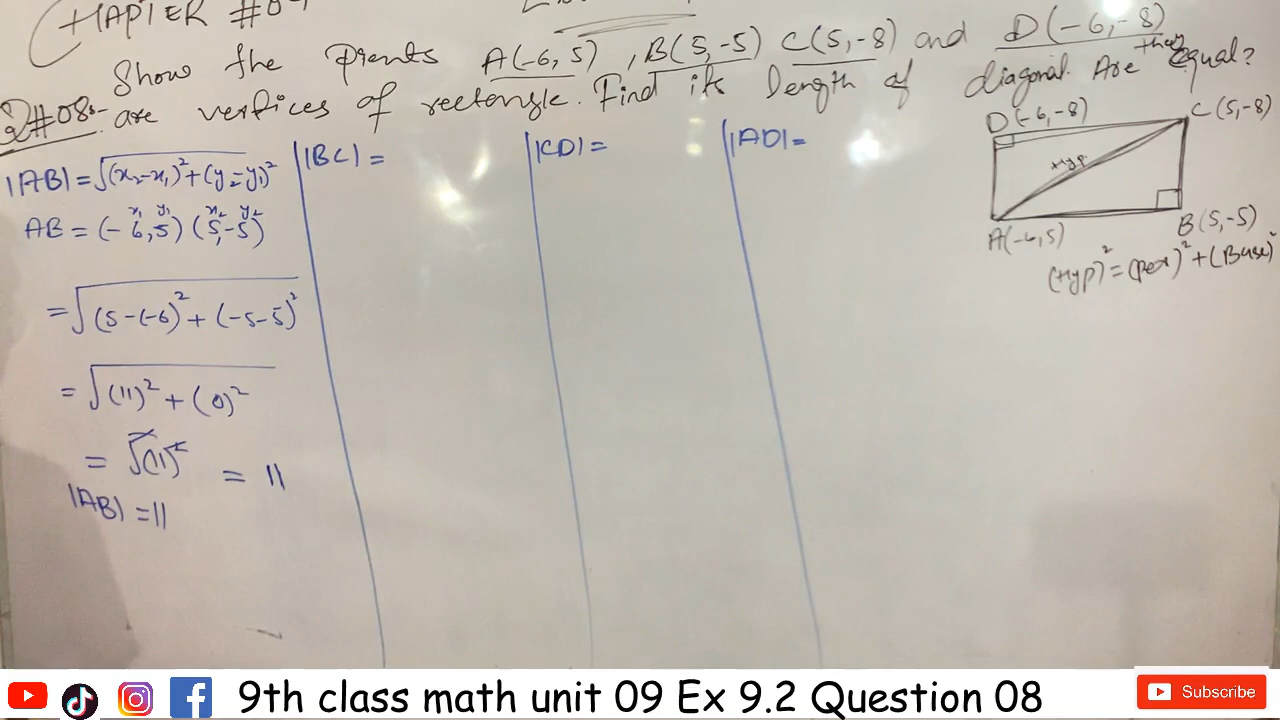 CHAPTER #09
Show the points A(-6,5), B(5,-5) C(5,-8) and D(-6,-8)
Q#08:- are vertices of rectangle. Find its length of diagonal. Are they equal?
|AB| = √(x₂-x₁)²+(y₂-y₁)²
AB = (-6,5) (5,-5)
x₁ y₁ x₂ y₂
= √(5-(-6)²+(-5-5)²
= √(11)²+(0)²
= √(11)² = 11
|AB| = 11
|BC| =
|CD| =
|AD| =
D(-6,-8)
C(5,-8)
Hyp
A(-6,5)
B(5,-5)
(Hyp)² = (per)² + (Base)²
9th class math unit 09 Ex 9.2 Question 08
Subscribe